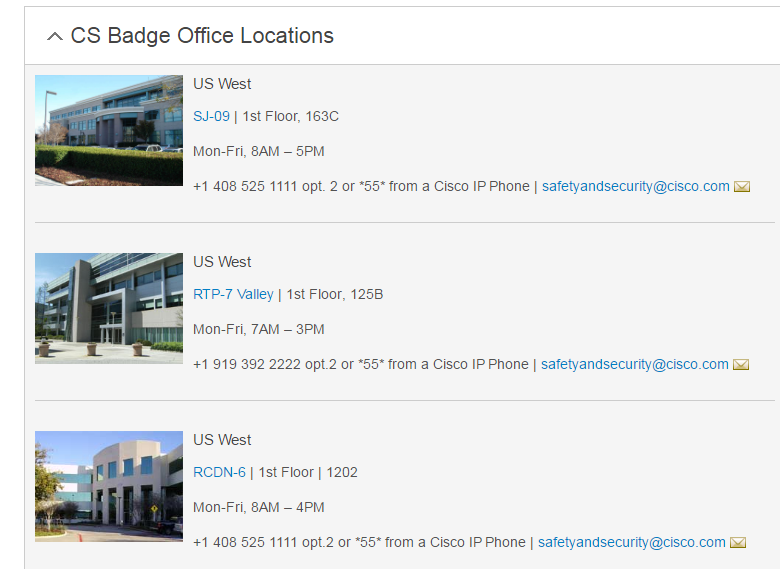 CS Badge Office Locations
US West
SJ-09 | 1st Floor, 163C
Mon-Fri, 8AM – 5PM
+1 408 525 1111 opt. 2 or *55* from a Cisco IP Phone | safetyandsecurity@cisco.com
US West
RTP-7 Valley | 1st Floor, 125B
Mon-Fri, 7AM – 3PM
+1 919 392 2222 opt.2 or *55* from a Cisco IP Phone | safetyandsecurity@cisco.com
US West
RCDN-6 | 1st Floor | 1202
Mon-Fri, 8AM – 4PM
+1 408 525 1111 opt.2 or *55* from a Cisco IP Phone | safetyandsecurity@cisco.com